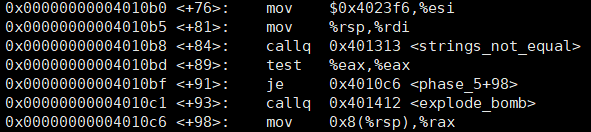 0x00000000004010b0 <+76>: mov $0x4023f6,%esi
0x00000000004010b5 <+81>: mov %rsp,%rdi
0x00000000004010b8 <+84>: callq 0x401313 <strings_not_equal>
0x00000000004010bd <+89>: test %eax,%eax
0x00000000004010bf <+91>: je 0x4010c6 <phase_5+98>
0x00000000004010c1 <+93>: callq 0x401412 <explode_bomb>
0x00000000004010c6 <+98>: mov 0x8(%rsp),%rax